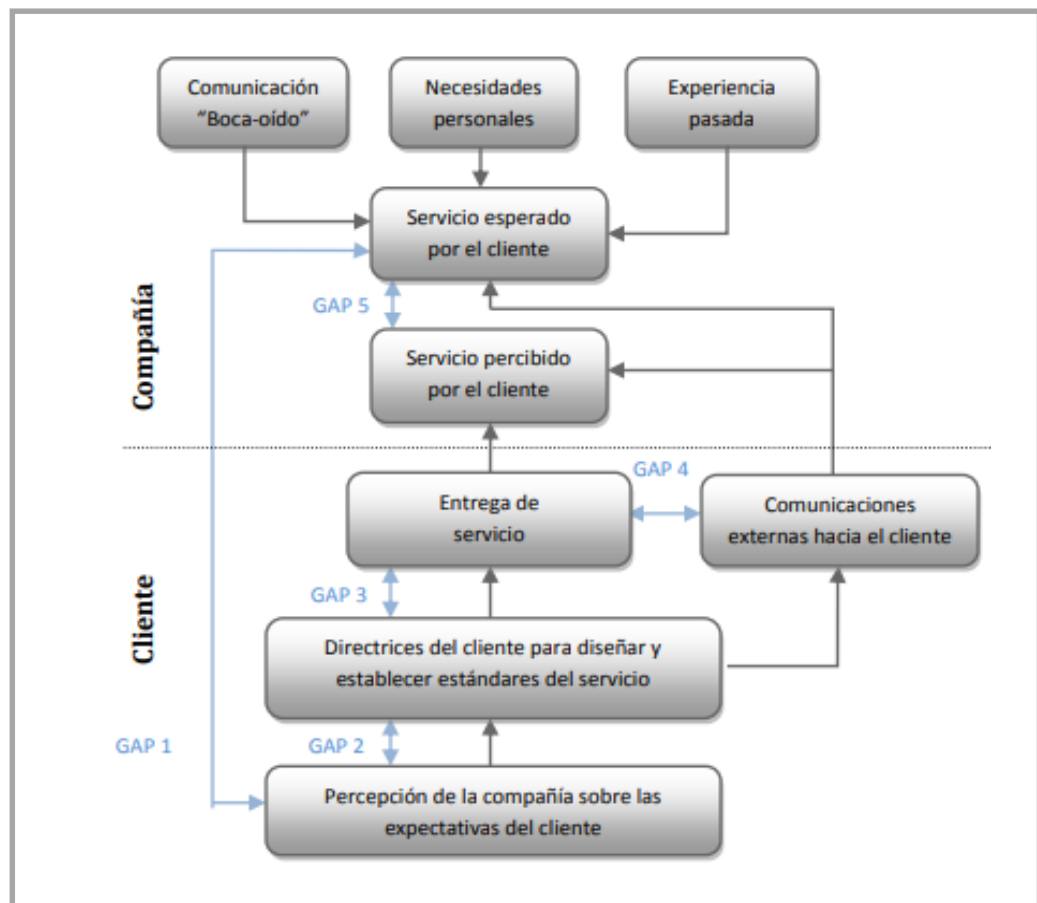 Comunicación
“Boca-oído”
Necesidades
personales
Experiencia
pasada
Servicio esperado
por el cliente
GAP 5
Compañía
Servicio percibido
por el cliente
GAP 4
Entrega de
servicio
Comunicaciones
externas hacia el cliente
Cliente
GAP 3
Directrices del cliente para diseñar y
establecer estándares del servicio
GAP 1
GAP 2
Percepción de la compañía sobre las
expectativas del cliente